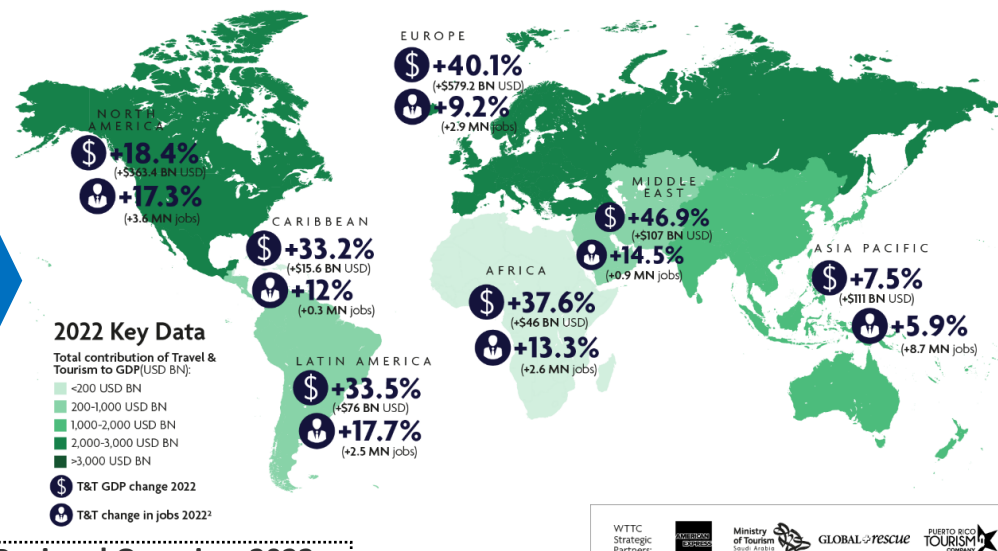 EUROPE
+40.1%
(+$579.2 BN USD)
+9.2%
(+2.9 MN jobs)
NORTH
AMERICA
+18.4%
(+$363.4 BN USD)
+17.3%
(+3.6 MN jobs)
CARIBBEAN
+33.2%
(+$15.6 BN USD)
+12%
(+0.3 MN jobs)
MIDDLE
EAST
+46.9%
(+$107 BN USD)
+14.5%
(+0.9 MN jobs)
AFRICA
+37.6%
(+$46 BN USD)
+13.3%
(+2.6 MN jobs)
ASIA PACIFIC
+7.5%
(+$111 BN USD)
+5.9%
(+8.7 MN jobs)
LATIN AMERICA
+33.5%
(+$76 BN USD)
+17.7%
(+2.5 MN jobs)
2022 Key Data
Total contribution of Travel &
Tourism to GDP(USD BN):
<200 USD BN
200-1,000 USD BN
1,000-2,000 USD BN
2,000-3,000 USD BN
>3,000 USD BN
$ T&T GDP change 2022
T&T change in jobs 2022²
WTTC
Strategic
Partners:
AMERICAN
EXPRESS
Ministry
of Tourism
Saudi Arabia
GLOBAL rescue
PUERTO RICO
TOURISM
COMPANY